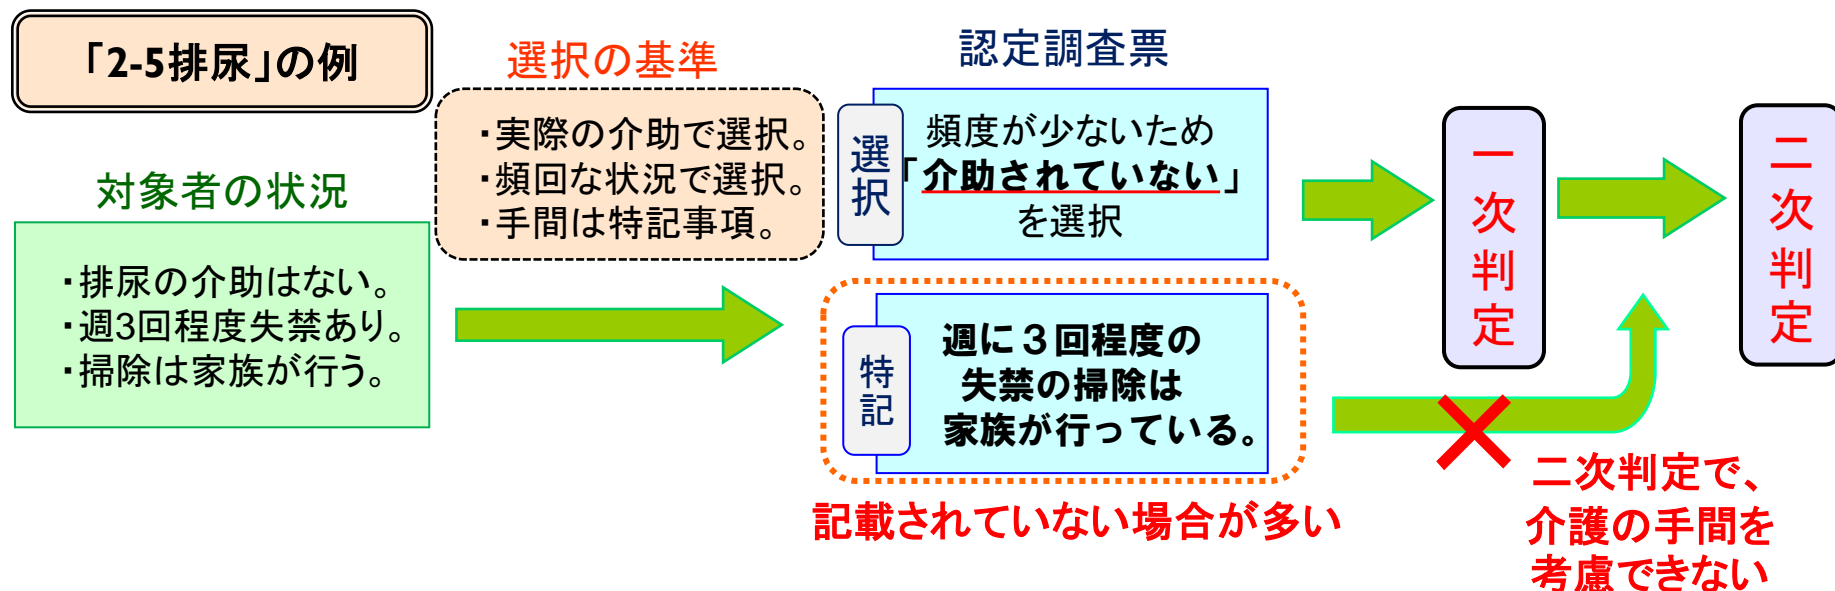 「2-5排尿」の例
対象者の状況
・排尿の介助はない。
・週3回程度失禁あり。
・掃除は家族が行う。
選択の基準
・実際の介助で選択。
・頻回な状況で選択。
・手間は特記事項。
認定調査票
選択
頻度が少ないため
「介助されていない」
を選択
特記
週に３回程度の
失禁の掃除は
家族が行っている。
記載されていない場合が多い
一次判定
二次判定
二次判定で、
介護の手間を
考慮できない